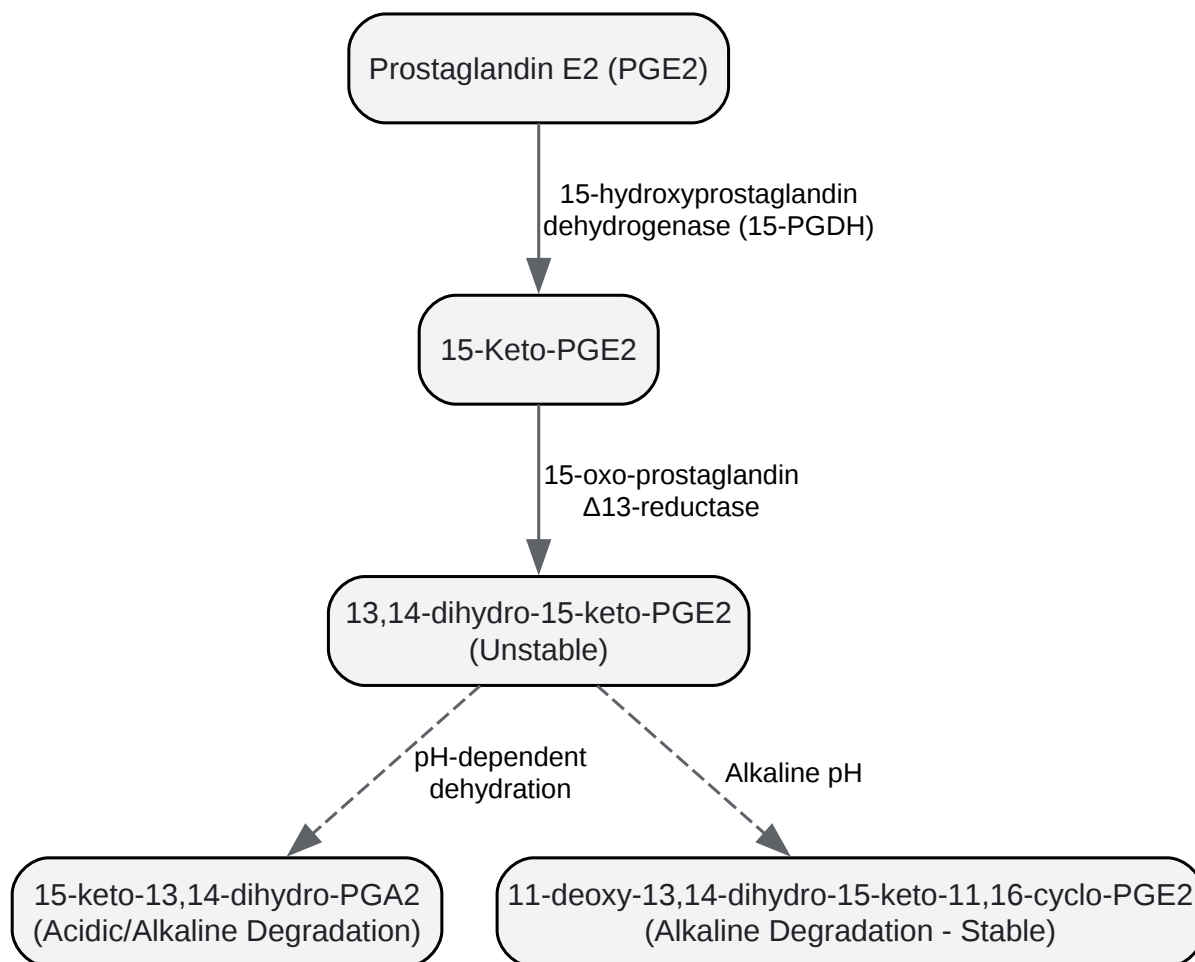 Prostaglandin E2 (PGE2)
15-hydroxyprostaglandin
dehydrogenase (15-PGDH)
15-Keto-PGE2
15-oxo-prostaglandin
Δ13-reductase
13,14-dihydro-15-keto-PGE2
(Unstable)
pH-dependent
dehydration
Alkaline pH
15-keto-13,14-dihydro-PGA2
(Acidic/Alkaline Degradation)
11-deoxy-13,14-dihydro-15-keto-11,16-cyclo-PGE2
(Alkaline Degradation - Stable)